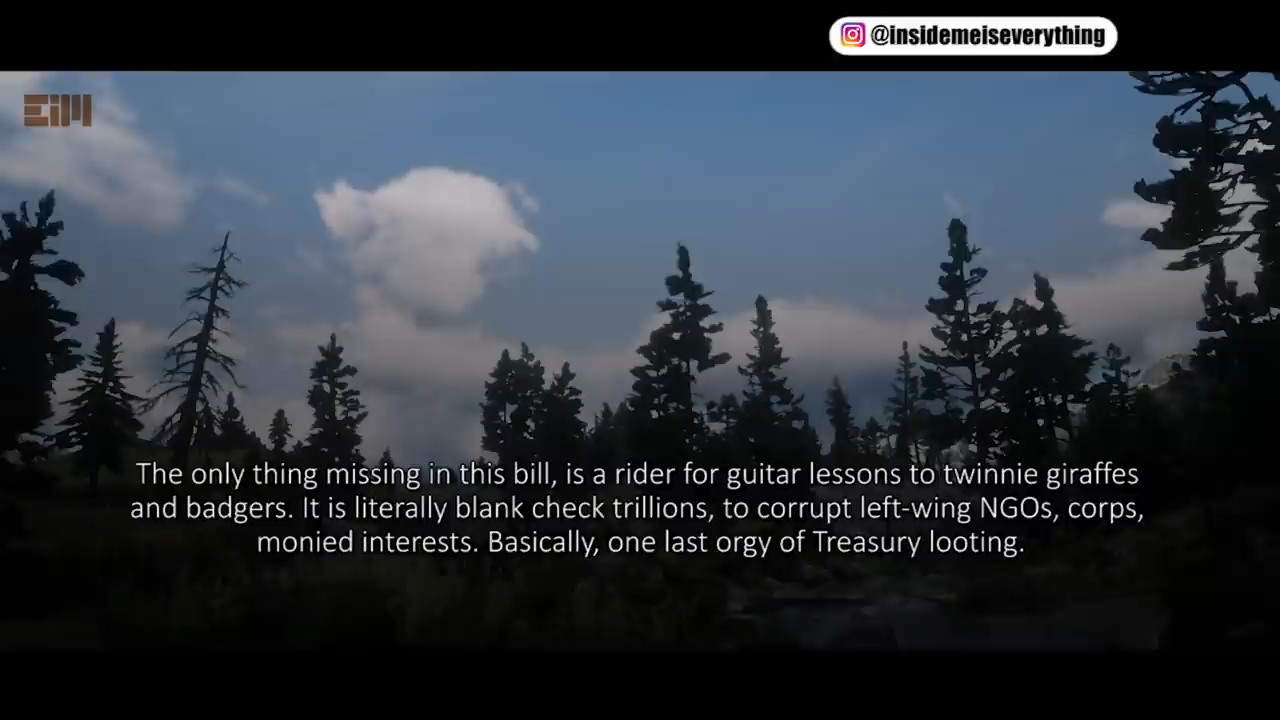 @insidemeiseverything
EiM
The only thing missing in this bill, is a rider for guitar lessons to twinnie giraffes
and badgers. It is literally blank check trillions, to corrupt left-wing NGOs, corps,
monied interests. Basically, one last orgy of Treasury looting.